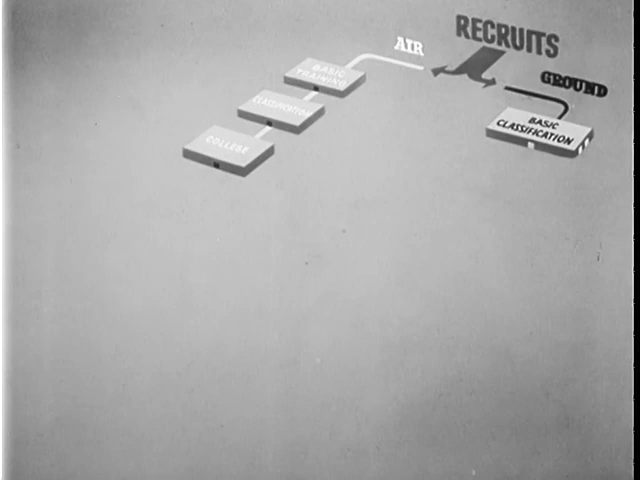 RECRUITS
AIR
GROUND
BASIC
TRAINING
CLASSIFICATION
COLLEGE
BASIC
CLASSIFICATION